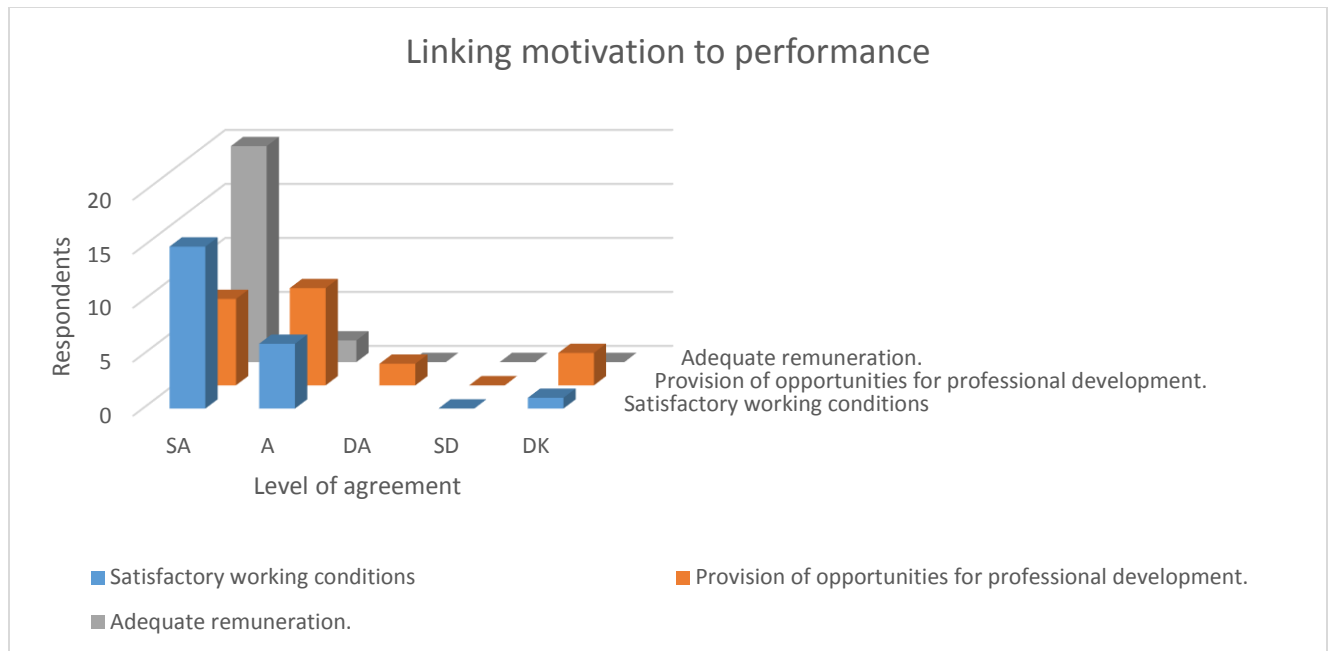 Linking motivation to performance
20
15
10
5
0
Respondents
SA A DA SD DK
Level of agreement
Adequate remuneration.
Provision of opportunities for professional development.
Satisfactory working conditions
Satisfactory working conditions
Provision of opportunities for professional development.
Adequate remuneration.